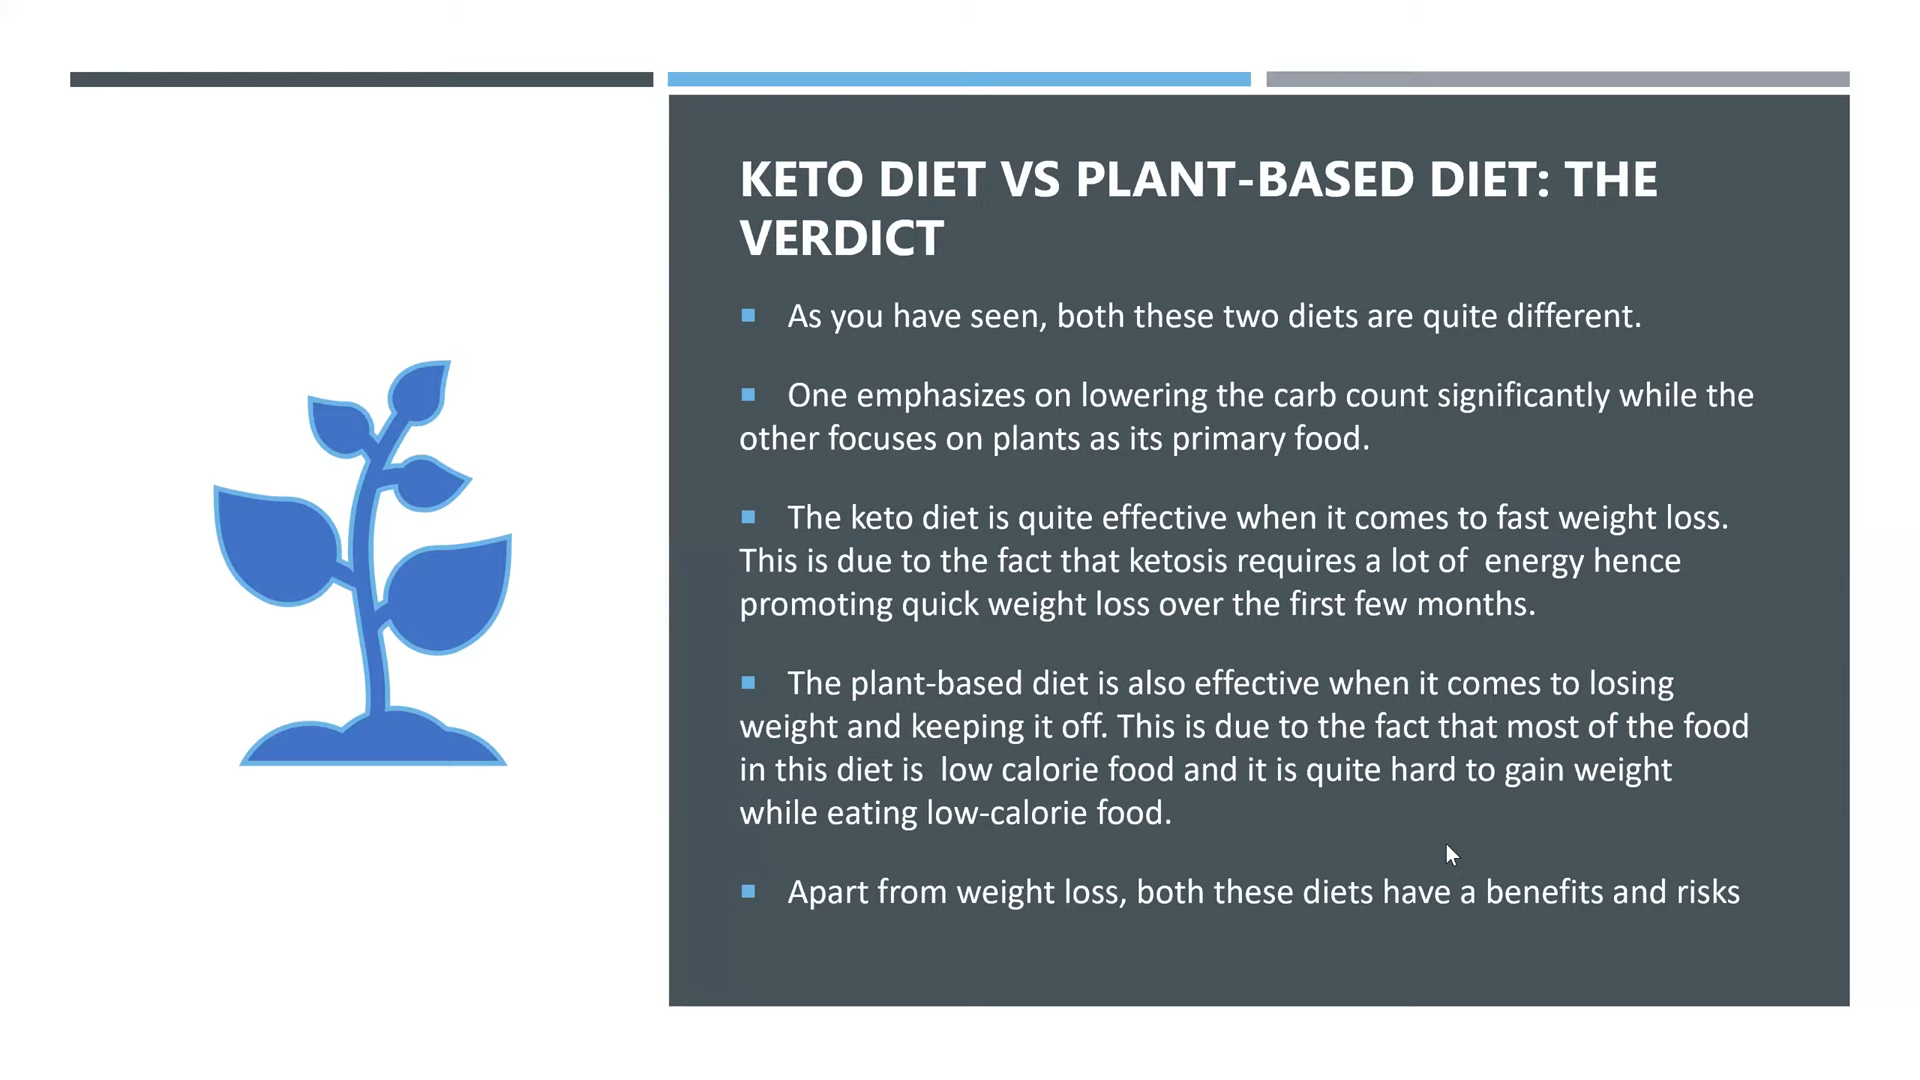 KETO DIET VS PLANT-BASED DIET: THE
VERDICT
▪ As you have seen, both these two diets are quite different.
▪ One emphasizes on lowering the carb count significantly while the
other focuses on plants as its primary food.
▪ The keto diet is quite effective when it comes to fast weight loss.
This is due to the fact that ketosis requires a lot of  energy hence
promoting quick weight loss over the first few months.
▪ The plant-based diet is also effective when it comes to losing
weight and keeping it off. This is due to the fact that most of the food
in this diet is  low calorie food and it is quite hard to gain weight
while eating low-calorie food.
▪ Apart from weight loss, both these diets have a benefits and risks